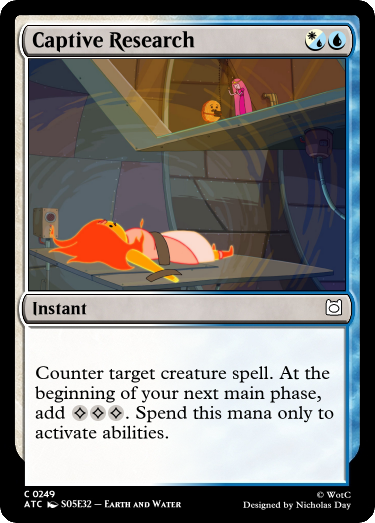 Captive Research
Instant
Counter target creature spell. At the
beginning of your next main phase,
add. Spend this mana only to
activate abilities.
C 0249
© WotC
ATC S05E32 — Earth and Water
Designed by Nicholas Day